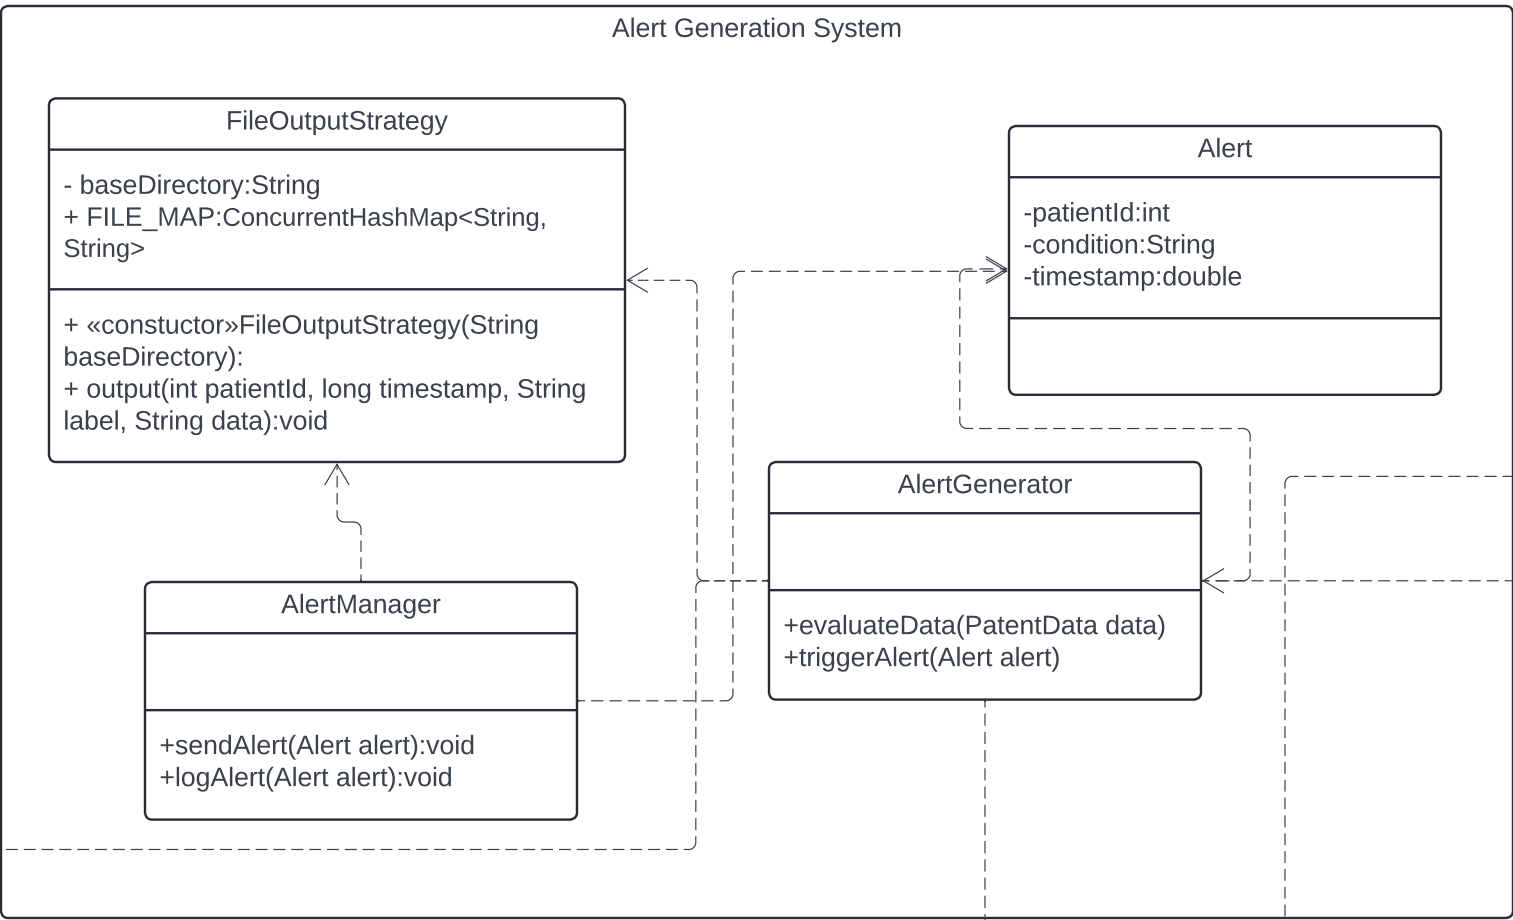 Alert Generation System
FileOutputStrategy
- baseDirectory:String
+ FILE_MAP:ConcurrentHashMap<String,
String>
+ «constuctor»FileOutputStrategy(String
baseDirectory):
+ output(int patientId, long timestamp, String
label, String data):void
Alert
-patientId:int
-condition:String
-timestamp:double
AlertGenerator
+evaluateData(PatentData data)
+triggerAlert(Alert alert)
AlertManager
+sendAlert(Alert alert):void
+logAlert(Alert alert):void